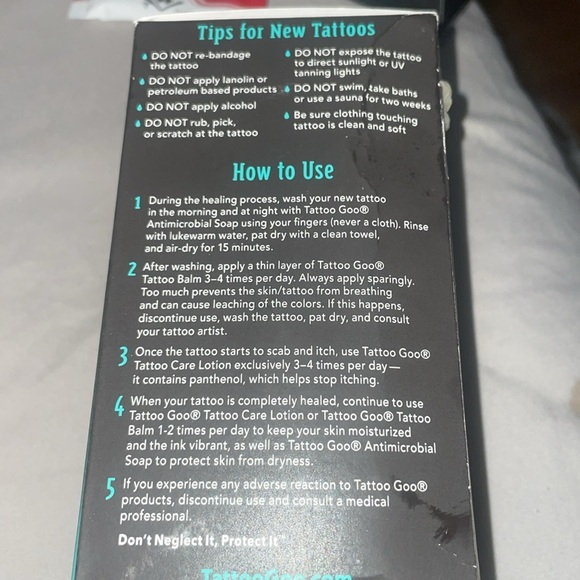 Tips for New Tattoos
DO NOT re-bandage
the tattoo
DO NOT apply lanolin or
petroleum based products
DO NOT apply alcohol
DO NOT rub, pick,
or scratch at the tattoo
DO NOT expose the tattoo
to direct sunlight or UV
tanning lights
DO NOT swim, take baths
or use a sauna for two weeks
Be sure clothing touching
tattoo is clean and soft
How to Use
1 During the healing process, wash your new tattoo
in the morning and at night with Tattoo Goo®
Antimicrobial Soap using your fingers (never a cloth). Rinse
with lukewarm water, pat dry with a clean towel,
and air-dry for 15 minutes.
2 After washing, apply a thin layer of Tattoo Goo®
Tattoo Balm 3–4 times per day. Always apply sparingly.
Too much prevents the skin/tattoo from breathing
and can cause leaching of the colors. If this happens,
discontinue use, wash the tattoo, pat dry, and consult
your tattoo artist.
3 Once the tattoo starts to scab and itch, use Tattoo Goo®
Tattoo Care Lotion exclusively 3–4 times per day—
it contains panthenol, which helps stop itching.
4 When your tattoo is completely healed, continue to use
Tattoo Goo® Tattoo Care Lotion or Tattoo Goo® Tattoo
Balm 1-2 times per day to keep your skin moisturized
and the ink vibrant, as well as Tattoo Goo® Antimicrobial
Soap to protect skin from dryness.
5 If you experience any adverse reaction to Tattoo Goo®
products, discontinue use and consult a medical
professional.
Don't Neglect It, Protect It™
TattooGoo.com